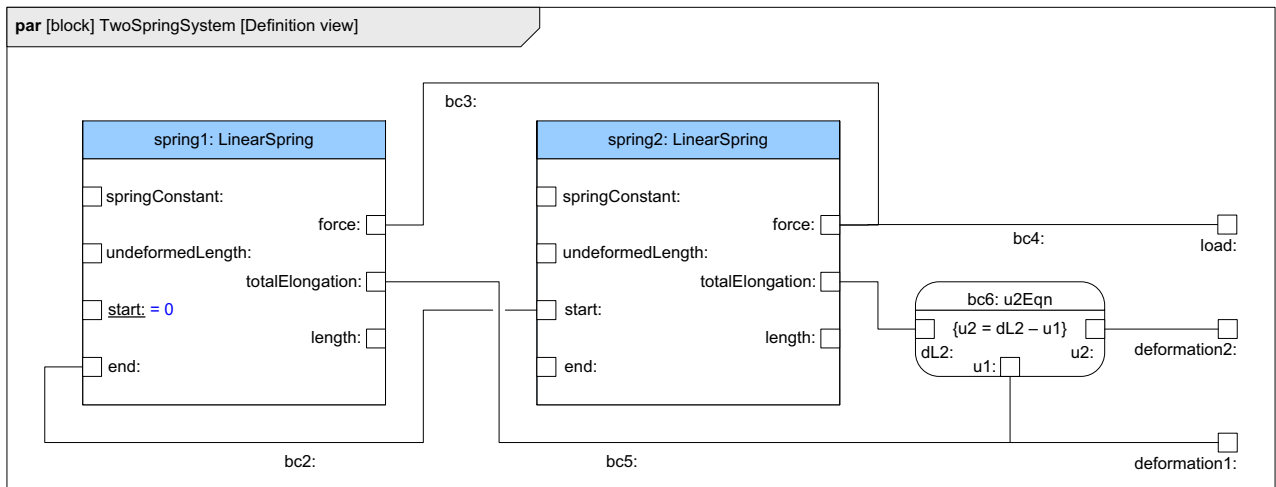 par [block] TwoSpringSystem [Definition view]
bc3:
spring1: LinearSpring
springConstant:
force:
undeformedLength:
totalElongation:
start: = 0
length:
end:
spring2: LinearSpring
springConstant:
force:
undeformedLength:
totalElongation:
start:
length:
end:
bc4:
load:
bc6: u2Eqn
{u2 = dL2 – u1}
dL2:
u2:
u1:
deformation2:
bc2:
bc5:
deformation1: